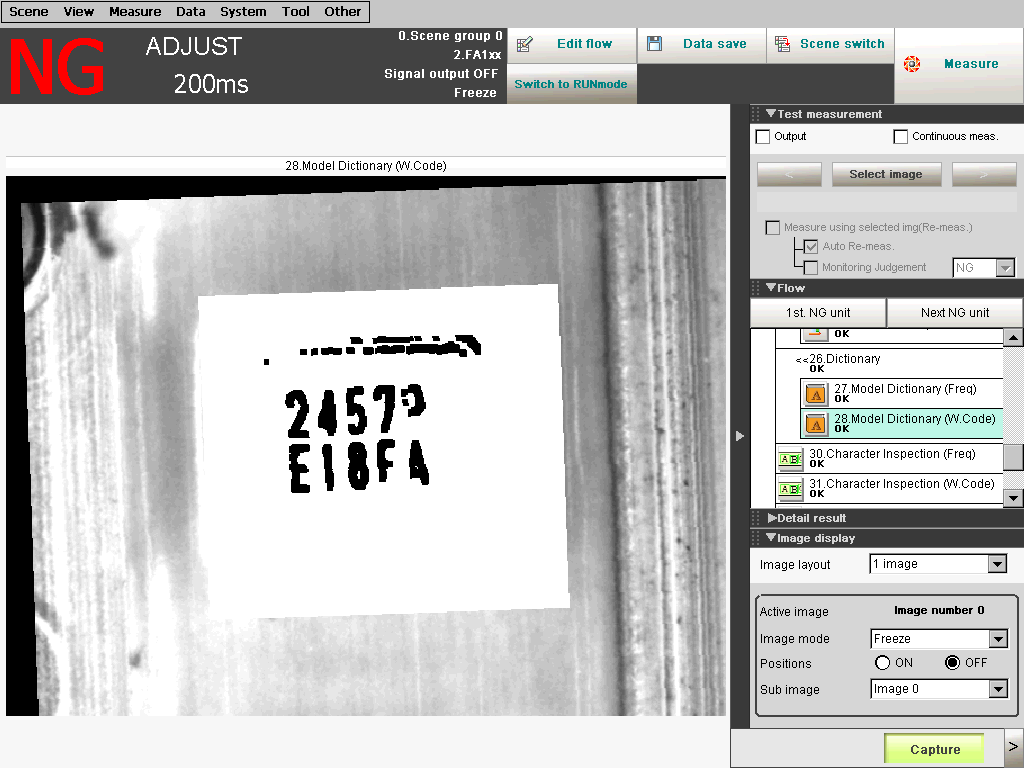 Scene View Measure Data System Tool Other
NG
ADJUST
200ms
0.Scene group 0
2.FA1xx
Signal output OFF
Freeze
Edit flow
Data save
Scene switch
Switch to RUNmode
Measure
28.Model Dictionary (W.Code)
E18FA
Test measurement
Output
Continuous meas.
<
Select image
>
Measure using selected img(Re-meas.)
Auto Re-meas.
Monitoring Judgement
NG
Flow
1st. NG unit
Next NG unit
OK
<<26.Dictionary
OK
27.Model Dictionary (Freq)
OK
28.Model Dictionary (W.Code)
OK
30.Character Inspection (Freq)
OK
31.Character Inspection (W.Code)
OK
Detail result
Image display
Image layout
1 image
Active image
Image number 0
Image mode
Freeze
Positions
ON
OFF
Sub image
Image 0
Capture
>